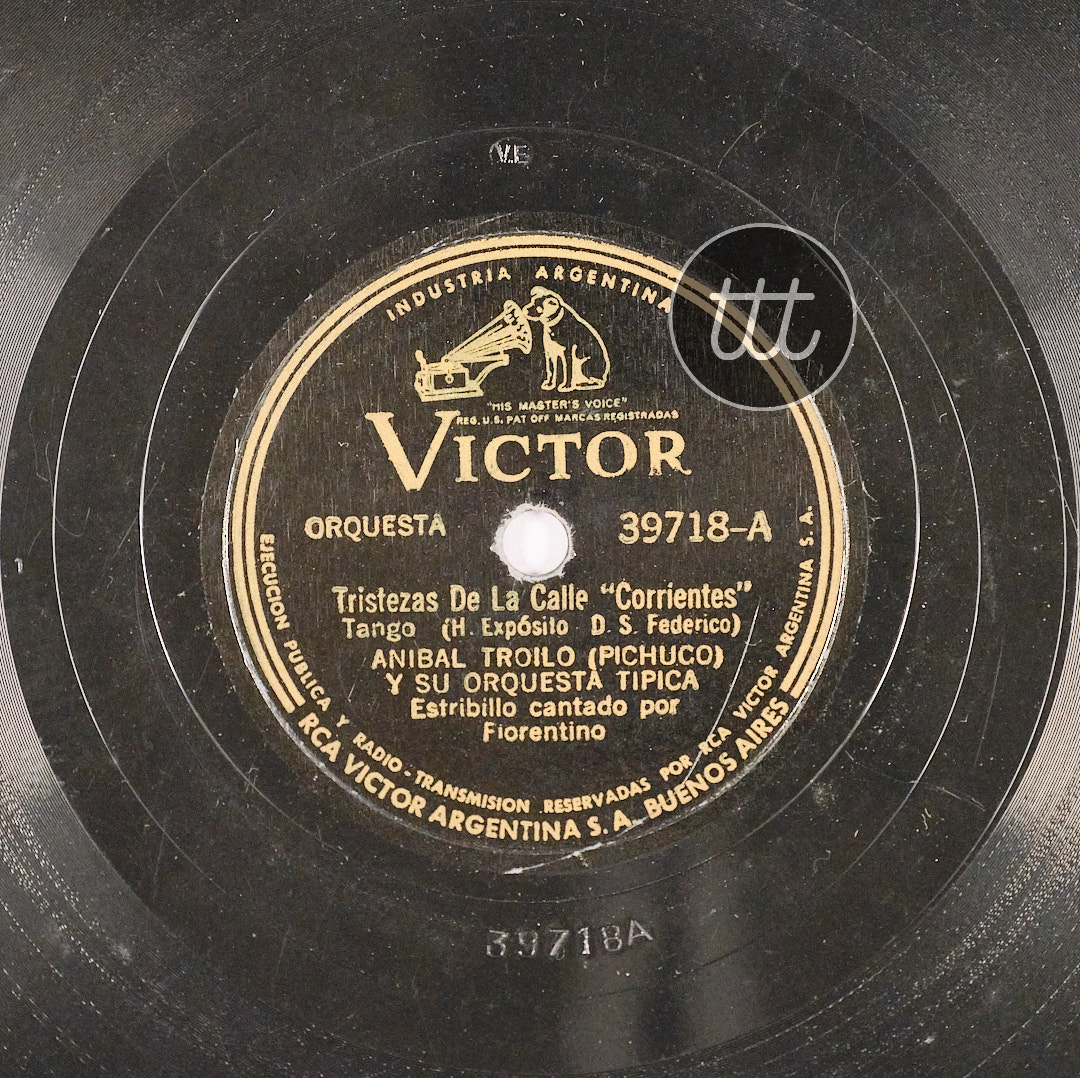 VE
INDUSTRIA ARGENTINA
ttt
"HIS MASTER'S VOICE"
REG. U.S. PAT OFF MARCAS REGISTRADAS
VICTOR
ORQUESTA 39718-A
Tristezas De La Calle "Corrientes"
Tango (H. Expósito D. S. Federico)
ANIBAL TROILO (PICHUCO)
Y SU ORQUESTA TIPICA
Estribillo cantado por
Fiorentino
EJECUCION PUBLICA Y RADIO-TRANSMISION RESERVADAS POR RCA VICTOR ARGENTINA S. A.
RCA VICTOR ARGENTINA S. A. BUENOS AIRES
39718A